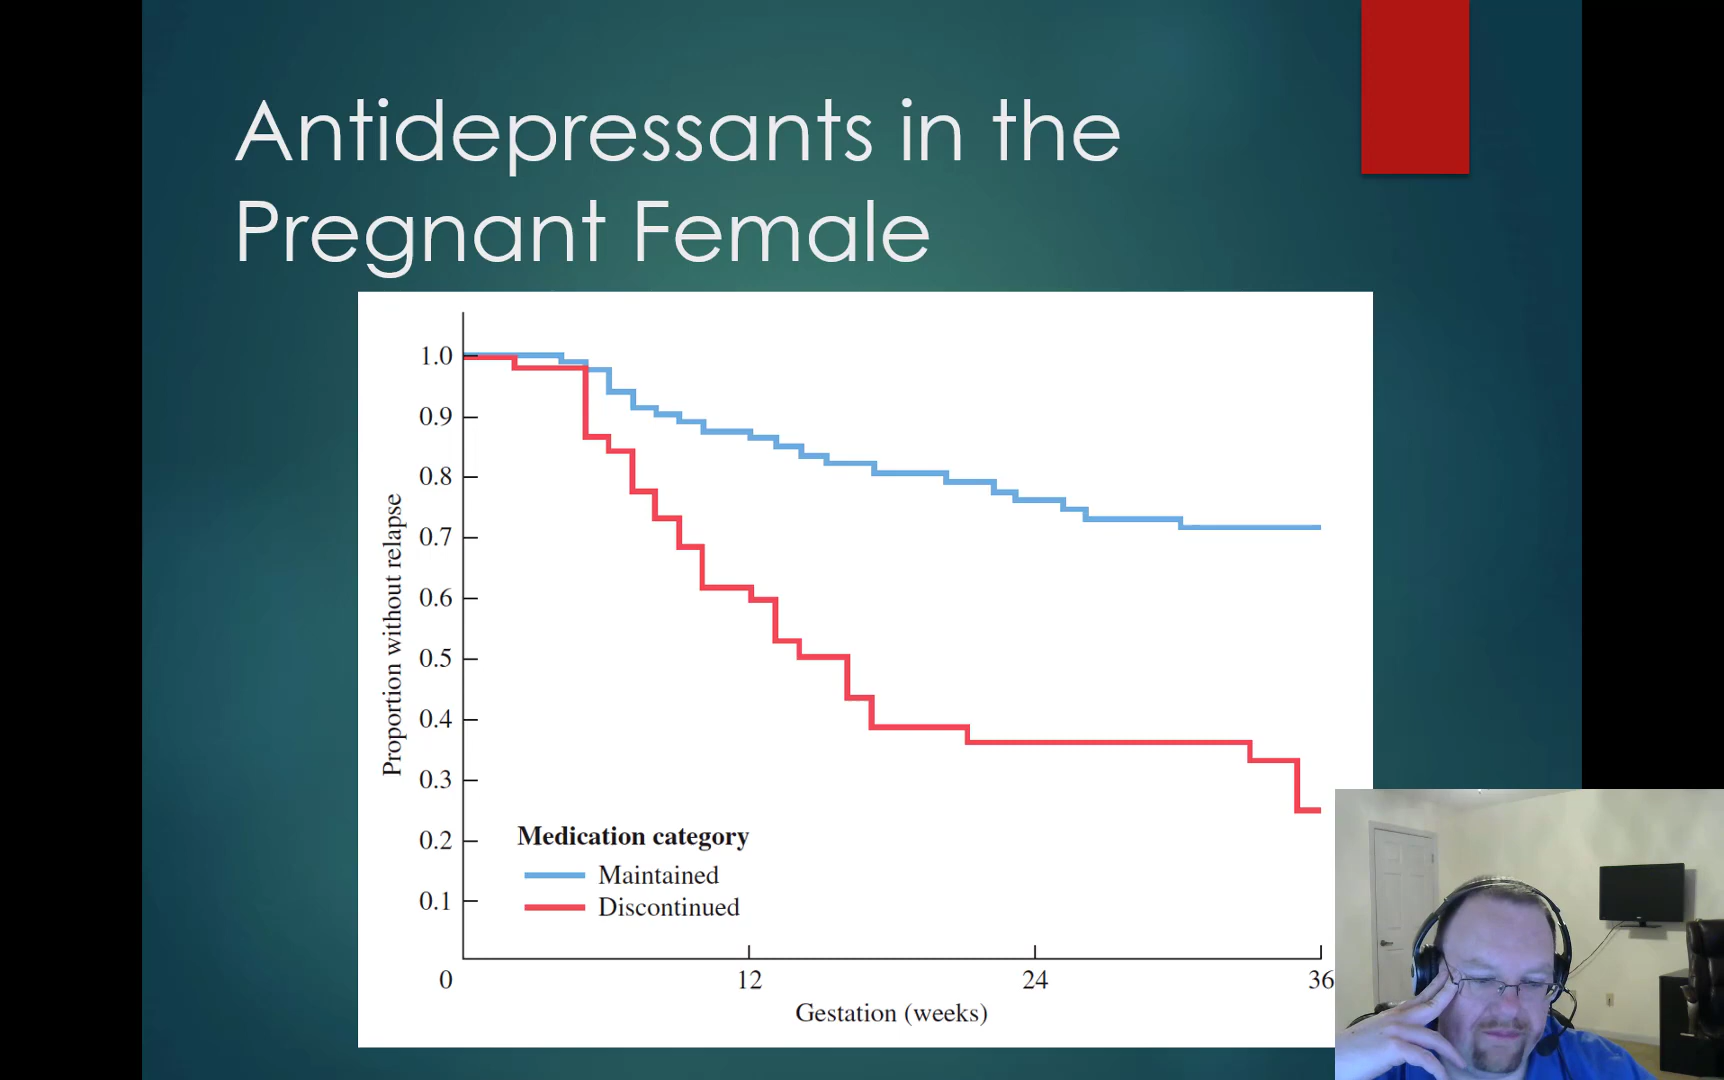 Antidepressants in the
Pregnant Female
1.0
0.9
0.8
0.7
0.6
0.5
0.4
0.3
0.2
0.1
Proportion without relapse
Medication category
Maintained
Discontinued
0 12 24 36
Gestation (weeks)